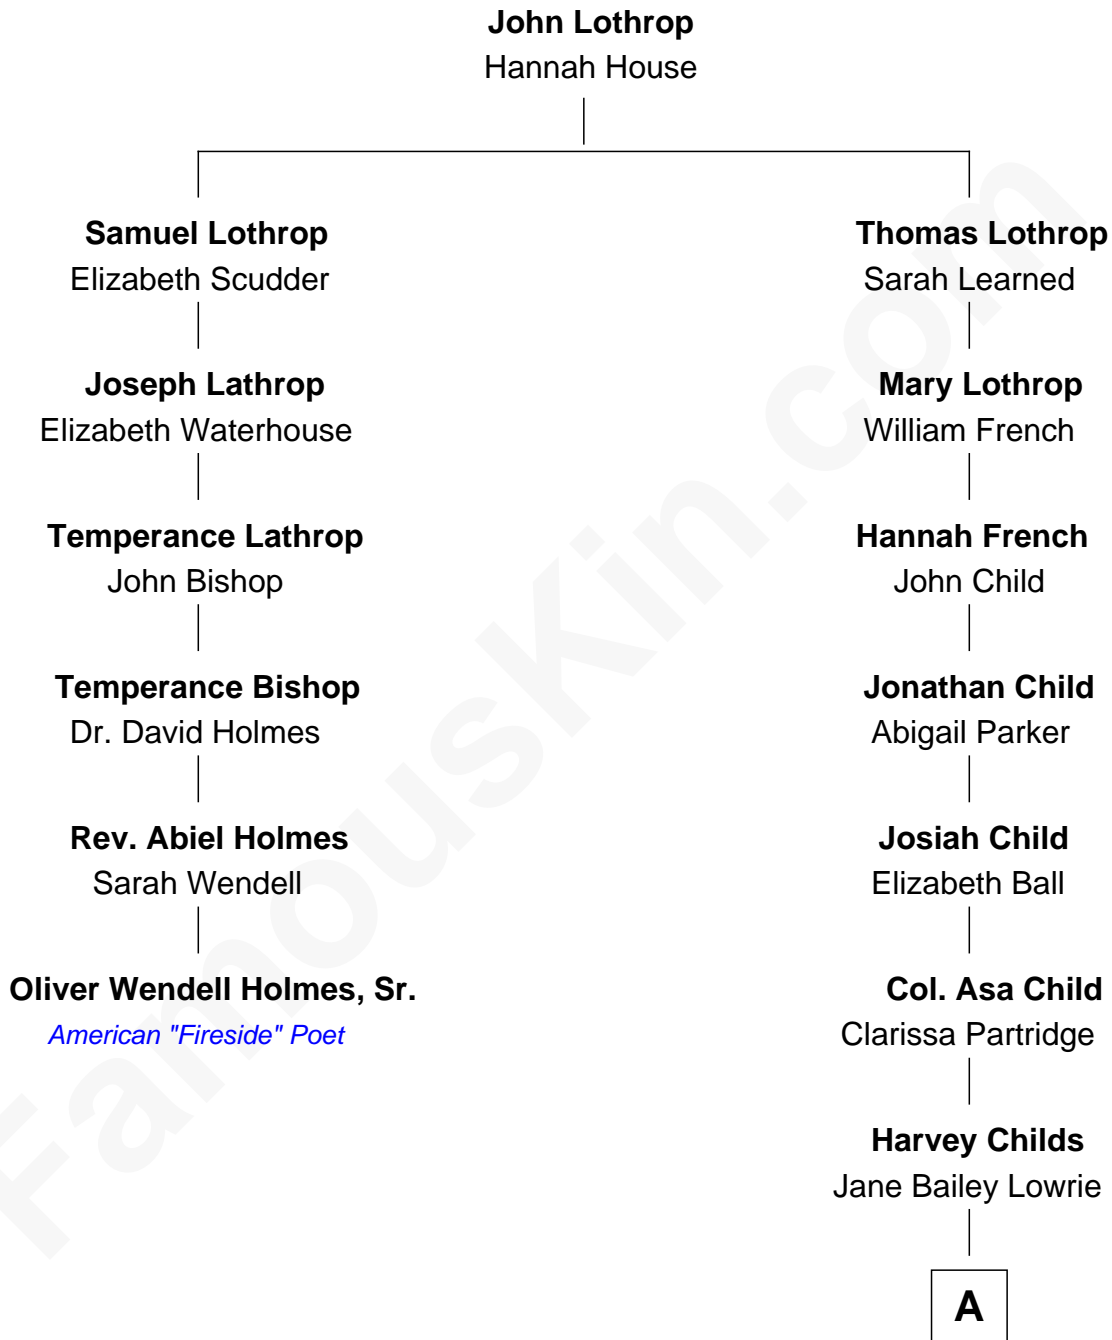 John Lothrop
Hannah House
Samuel Lothrop
Elizabeth Scudder
Joseph Lathrop
Elizabeth Waterhouse
Temperance Lathrop
John Bishop
Temperance Bishop
Dr. David Holmes
Rev. Abiel Holmes
Sarah Wendell
Oliver Wendell Holmes, Sr.
American "Fireside" Poet
Thomas Lothrop
Sarah Learned
Mary Lothrop
William French
Hannah French
John Child
Jonathan Child
Abigail Parker
Josiah Child
Elizabeth Ball
Col. Asa Child
Clarissa Partridge
Harvey Childs
Jane Bailey Lowrie
A
FamousKin.com